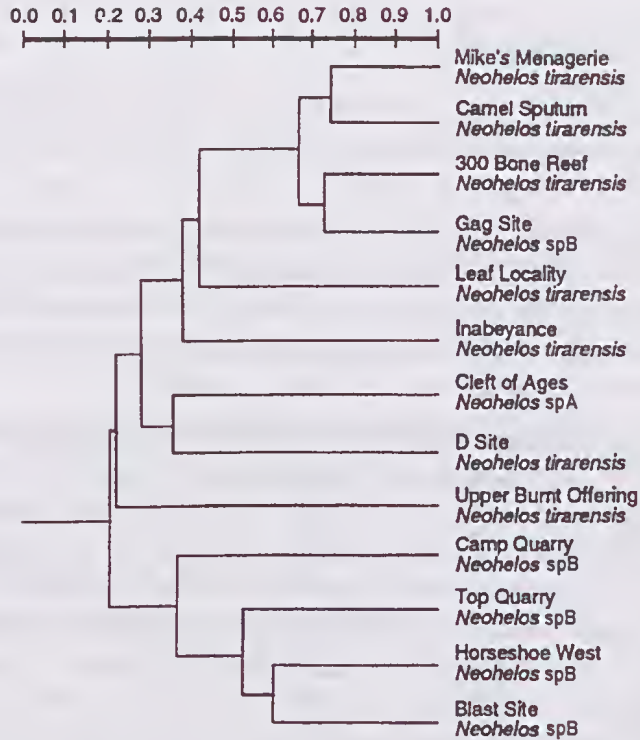 0.0 0.1 0.2 0.3 0.4 0.5 0.6 0.7 0.8 0.9 1.0
Mike's Menagerie
Neohelos tirarensis
Camel Sputum
Neohelos tirarensis
300 Bone Reef
Neohelos tirarensis
Gag Site
Neohelos spB
Leaf Locality
Neohelos tirarensis
Inabeyance
Neohelos tirarensis
Cleft of Ages
Neohelos spA
D Site
Neohelos tirarensis
Upper Burnt Offering
Neohelos tirarensis
Camp Quarry
Neohelos spB
Top Quarry
Neohelos spB
Horseshoe West
Neohelos spB
Blast Site
Neohelos spB